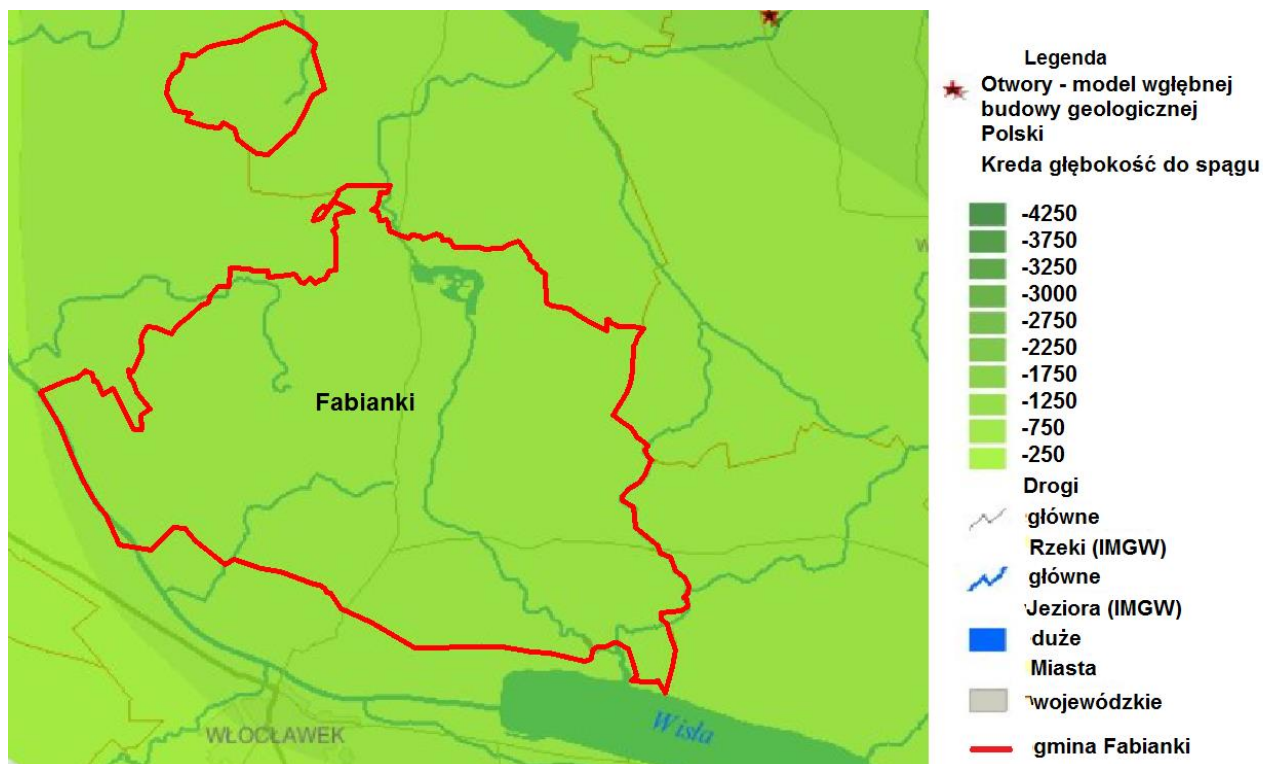 Fabianki
WŁOCŁAWEK
Wisła
W
Legenda
Otwory - model wgłębnej
budowy geologicznej
Polski
Kreda głębokość do spągu
-4250
-3750
-3250
-3000
-2750
-2250
-1750
-1250
-750
-250
Drogi
główne
Rzeki (IMGW)
główne
Jeziora (IMGW)
duże
Miasta
wojewódzkie
gmina Fabianki